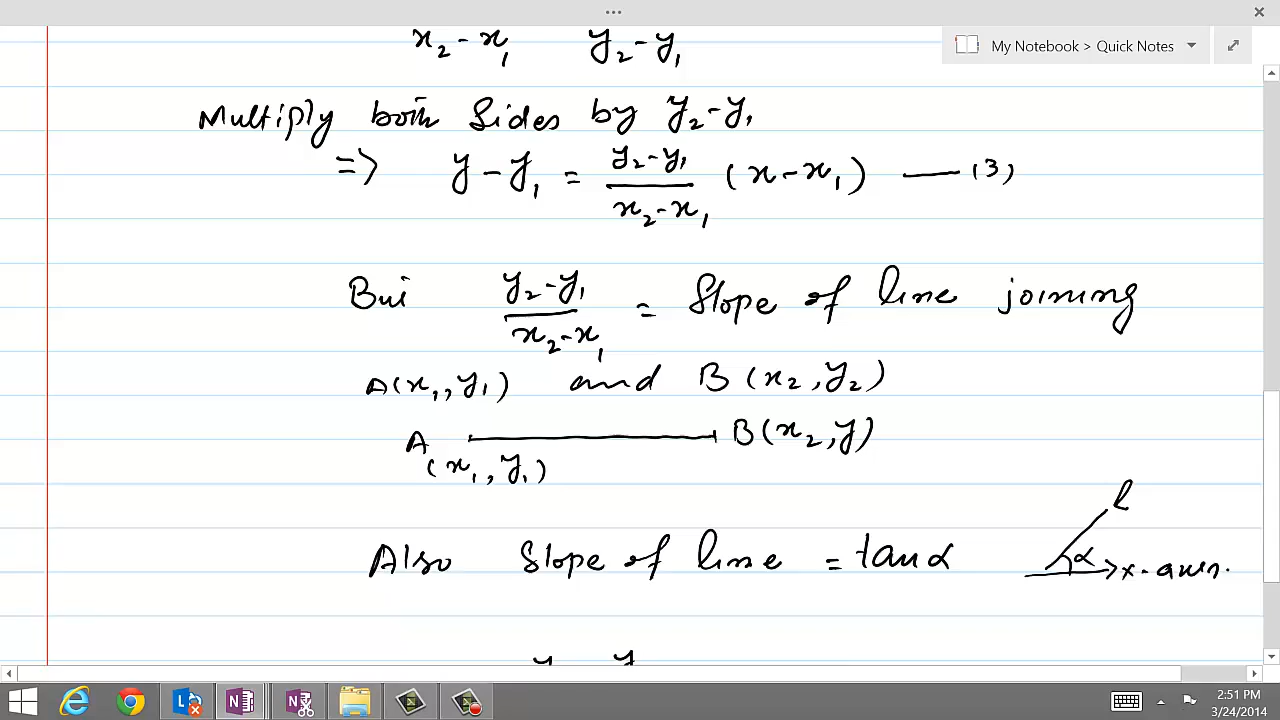 ...
My Notebook > Quick Notes
x₂-x₁ y₂-y₁
Multiply both Sides by y₂-y₁
=> y-y₁ = y₂-y₁ / x₂-x₁ (x-x₁) —— (3)
But y₂-y₁ / x₂-x₁ = Slope of line joining
A(x₁,y₁) and B(x₂,y₂)
A B(x₂,y)
(x₁,y₁)
l
Also Slope of line = tanα α x-axis.
y y
2:51 PM
3/24/2014